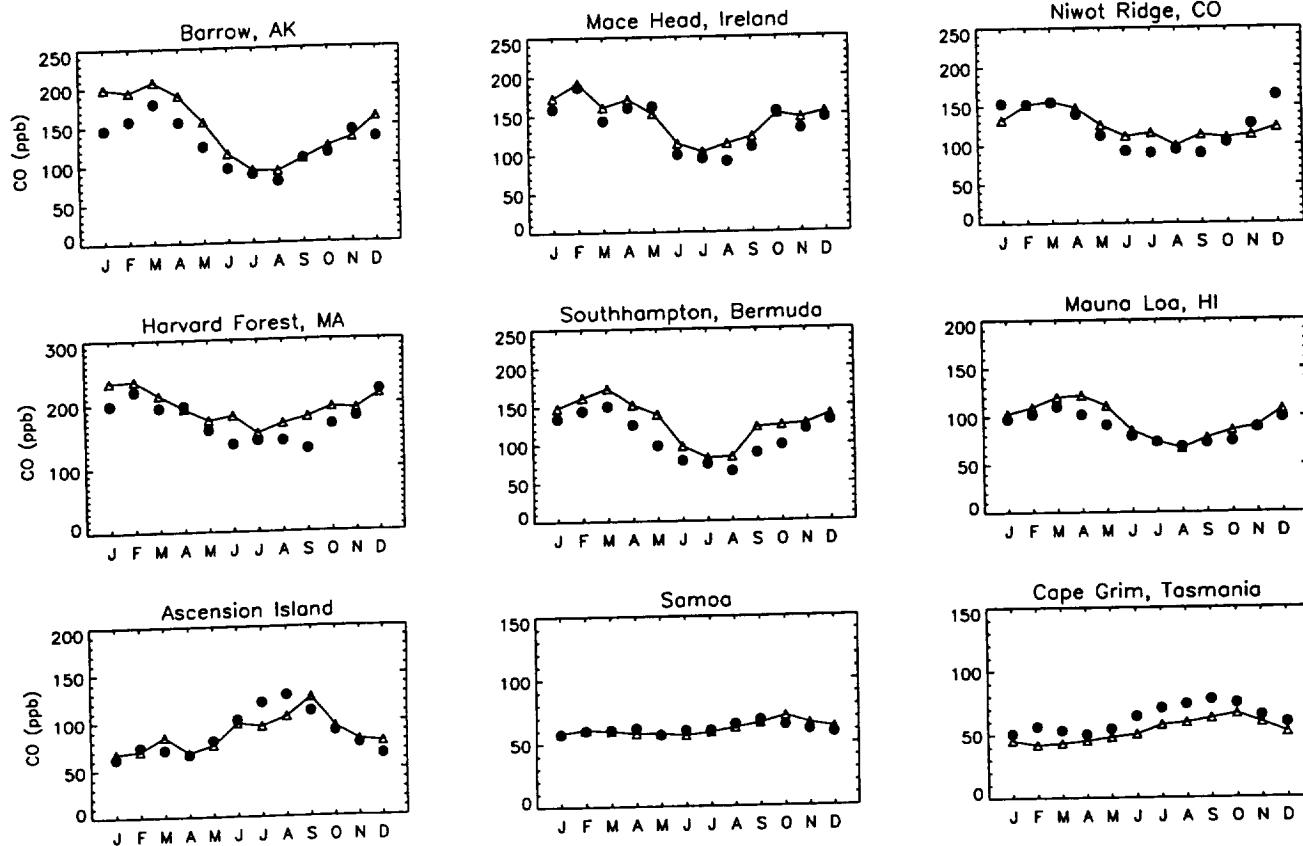 Barrow, AK
250
200
150
100
50
0
CO (ppb)
J F M A M J J A S O N D
Mace Head, Ireland
250
200
150
100
50
0
J F M A M J J A S O N D
Niwot Ridge, CO
250
200
150
100
50
0
J F M A M J J A S O N D
Harvard Forest, MA
300
200
100
0
CO (ppb)
J F M A M J J A S O N D
Southhampton, Bermuda
250
200
150
100
50
0
J F M A M J J A S O N D
Mauna Loa, HI
200
150
100
50
0
J F M A M J J A S O N D
Ascension Island
200
150
100
50
0
CO (ppb)
J F M A M J J A S O N D
Samoa
150
100
50
0
J F M A M J J A S O N D
Cape Grim, Tasmania
150
100
50
0
J F M A M J J A S O N D